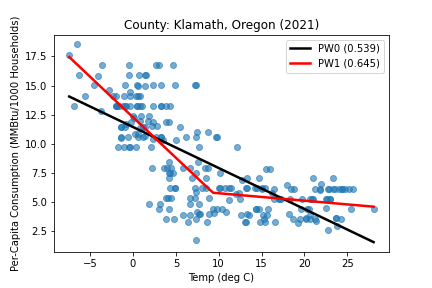 County: Klamath, Oregon (2021)
PW0 (0.539)
PW1 (0.645)
Per-Capita Consumption (MMBtu/1000 Households)
17.5
15.0
12.5
10.0
7.5
5.0
2.5
−5
0
5
10
15
20
25
Temp (deg C)